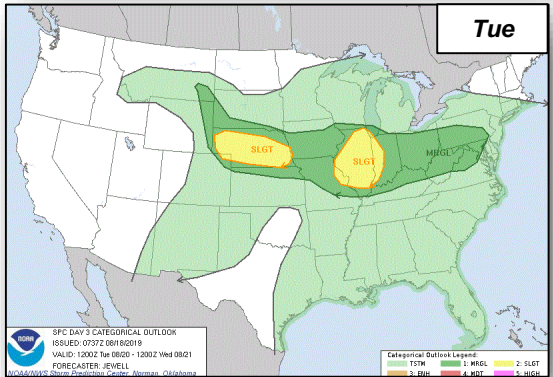 Tue
SLGT
SLGT
MRGL
NOAA
SPC DAY 3 CATEGORICAL OUTLOOK
ISSUED: 0737Z 08/18/2019
VALID: 1200Z Tue 08/20 - 1200Z Wed 08/21
FORECASTER: JEWELL
NOAA/NWS Storm Prediction Center, Norman, Oklahoma
Categorical Outlook Legend:
TSTM 1: MRGL 2: SLGT
3: ENH 4: MDT 5: HIGH